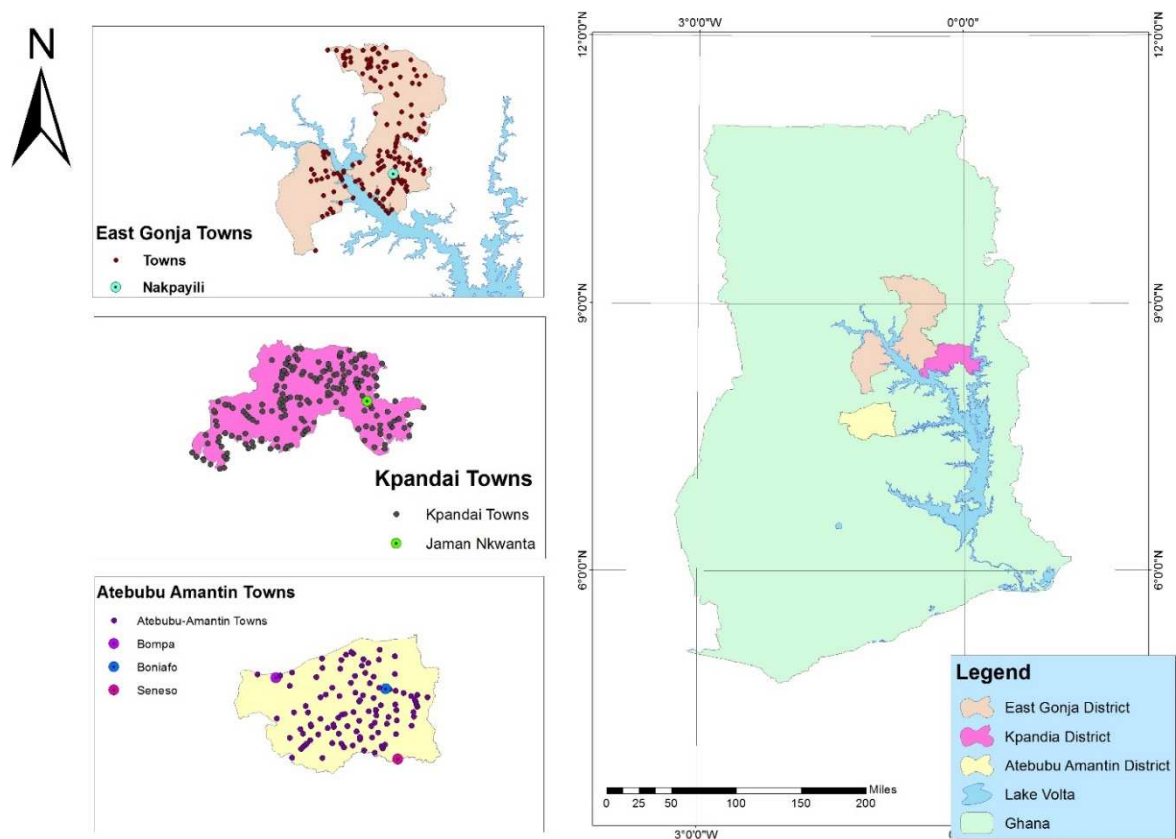 N
East Gonja Towns
Towns
Nakpayili
Kpandai Towns
Kpandai Towns
Jaman Nkwanta
Atebubu Amantin Towns
Atebubu-Amantin Towns
Bompa
Boniafo
Seneso
3°0'0"W
0°0'0"
12°0'0"N
12°0'0"N
9°0'0"N
9°0'0"N
6°0'0"N
6°0'0"N
Legend
East Gonja District
Kpandia District
Atebubu Amantin District
Lake Volta
Ghana
Miles
0 25 50 100 150 200
3°0'0"W